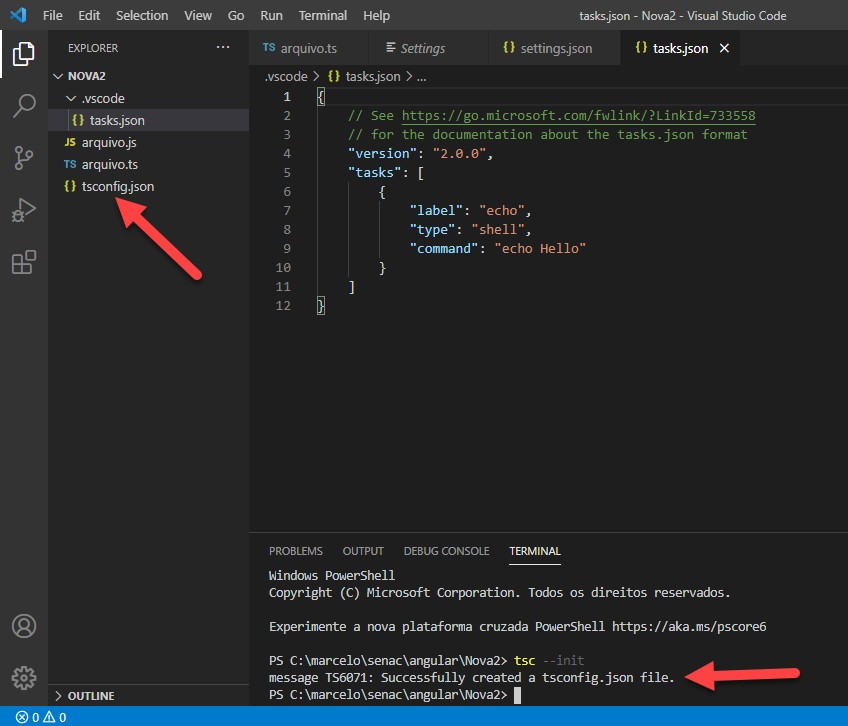 File Edit Selection View Go Run Terminal Help tasks.json - Nova2 - Visual Studio Code
EXPLORER ...
NOVA2
.vscode
{} tasks.json
JS arquivo.js
TS arquivo.ts
{} tsconfig.json
OUTLINE
TS arquivo.ts Settings {} settings.json {} tasks.json
.vscode > {} tasks.json > ...
1 {
2 // See https://go.microsoft.com/fwlink/?LinkId=733558
3 // for the documentation about the tasks.json format
4 "version": "2.0.0",
5 "tasks": [
6 {
7 "label": "echo",
8 "type": "shell",
9 "command": "echo Hello"
10 }
11 ]
12 }
PROBLEMS OUTPUT DEBUG CONSOLE TERMINAL
Windows PowerShell
Copyright (C) Microsoft Corporation. Todos os direitos reservados.
Experimente a nova plataforma cruzada PowerShell https://aka.ms/pscore6
PS C:\marcelo\senac\angular\Nova2> tsc --init
message TS6071: Successfully created a tsconfig.json file.
PS C:\marcelo\senac\angular\Nova2>
0 0